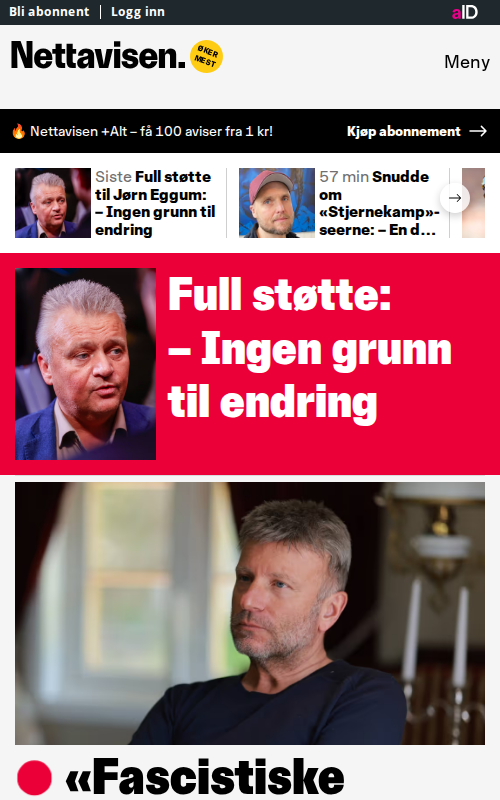 Bli abonnent
Logg inn
aID
Nettavisen.
ØKER
MEST
Meny
🔥 Nettavisen +Alt – få 100 aviser fra 1 kr!
Kjøp abonnement →
Siste Full støtte
til Jørn Eggum:
– Ingen grunn til
endring
57 min Snudde
om
«Stjernekamp»-
seerne: – En d…
Full støtte:
– Ingen grunn
til endring
«Fascistiske